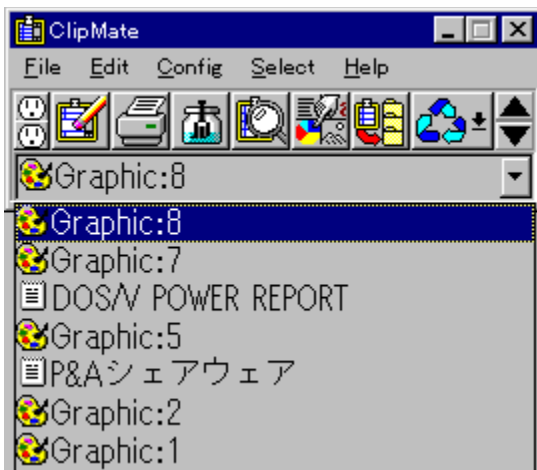 ClipMate
File Edit Config Select Help
Graphic:8
Graphic:8
Graphic:7
DOS/V POWER REPORT
Graphic:5
P&Aシェアウェア
Graphic:2
Graphic:1